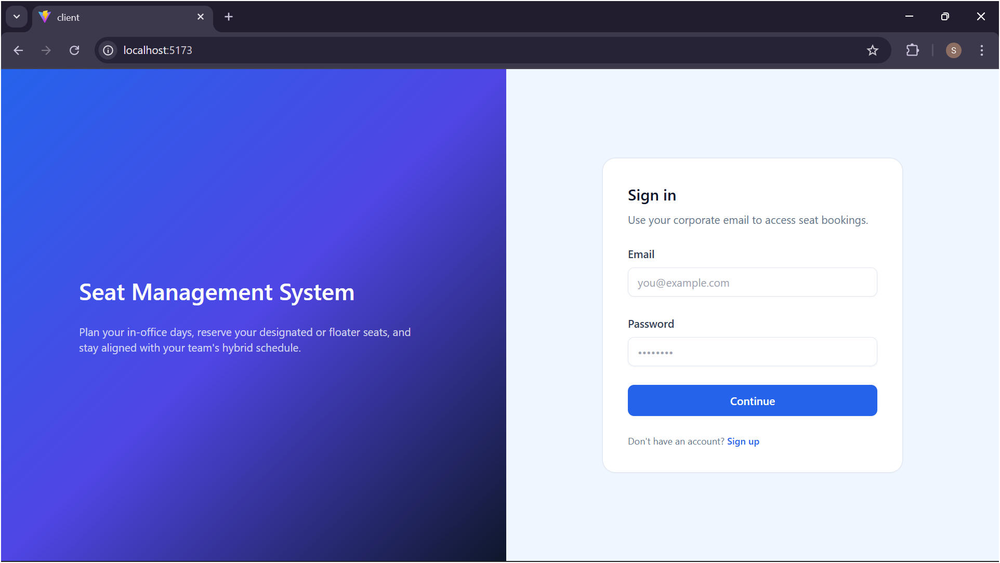 client
localhost:5173
S
Seat Management System
Plan your in-office days, reserve your designated or floater seats, and
stay aligned with your team's hybrid schedule.
Sign in
Use your corporate email to access seat bookings.
Email
you@example.com
Password
••••••••
Continue
Don't have an account? Sign up